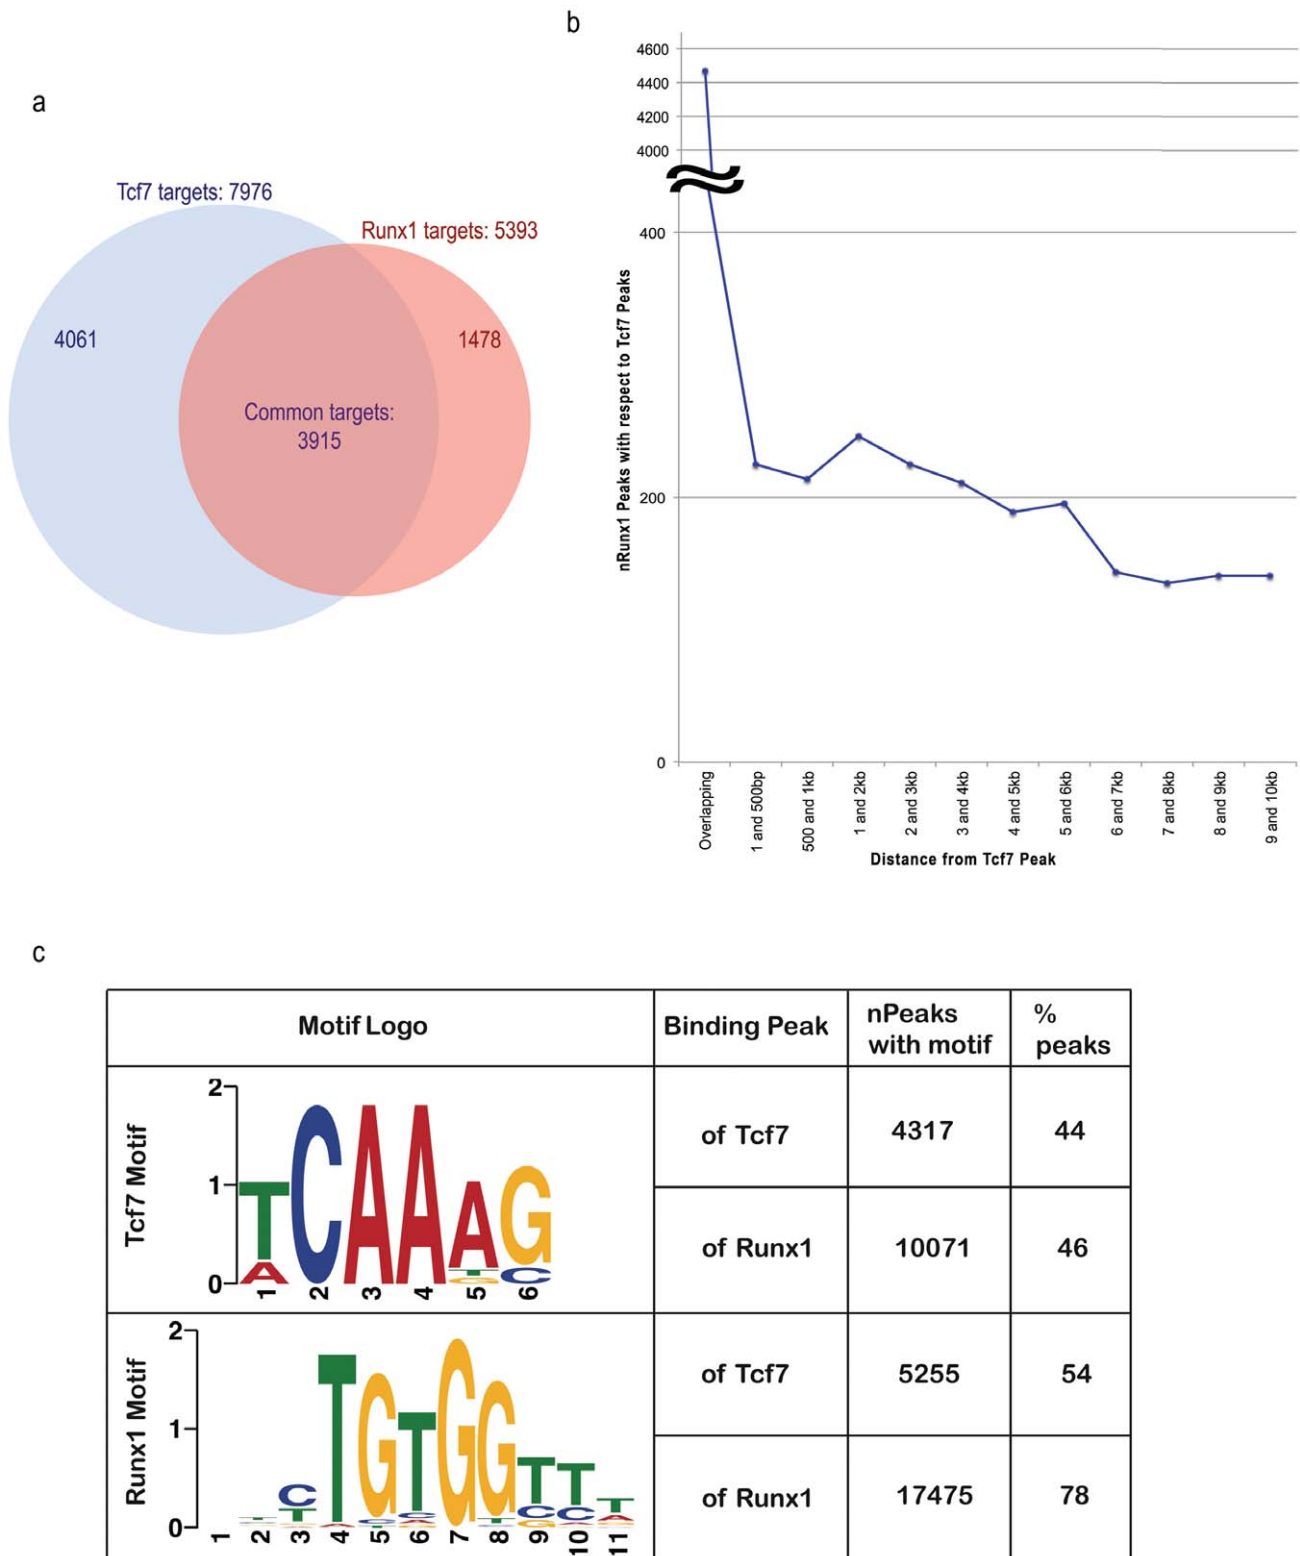 a
Tcf7 targets: 7976
Runx1 targets: 5393
4061
1478
Common targets:
3915
b
nRunx1 Peaks with respect to Tcf7 Peaks
4600
4400
4200
4000
400
200
0
Overlapping
1 and 500bp
500 and 1kb
1 and 2kb
2 and 3kb
3 and 4kb
4 and 5kb
5 and 6kb
6 and 7kb
7 and 8kb
8 and 9kb
9 and 10kb
Distance from Tcf7 Peak
c
Motif Logo
Binding Peak
nPeaks
with motif
%
peaks
Tcf7 Motif
2
1
0
TCAAAG
A T C
G
1 2 3 4 5 6
of Tcf7
4317
44
of Runx1
10071
46
Runx1 Motif
2
1
0
CTGTGGTTT
T C C C A
1 2 3 4 5 6 7 8 9 10 11
of Tcf7
5255
54
of Runx1
17475
78